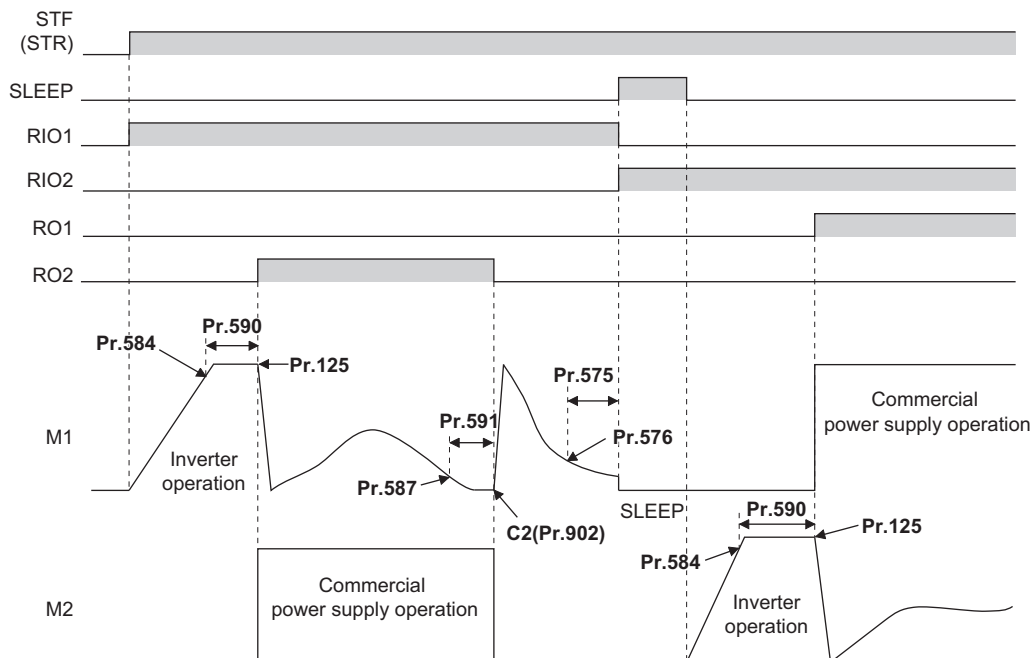 STF
(STR)
SLEEP
RIO1
RIO2
RO1
RO2
Pr.590
Pr.584
Pr.125
Pr.575
Pr.591
Pr.576
Commercial
power supply operation
M1
Inverter
operation
Pr.587
SLEEP
C2(Pr.902)
Pr.590
Pr.584
Pr.125
M2
Commercial
power supply operation
Inverter
operation